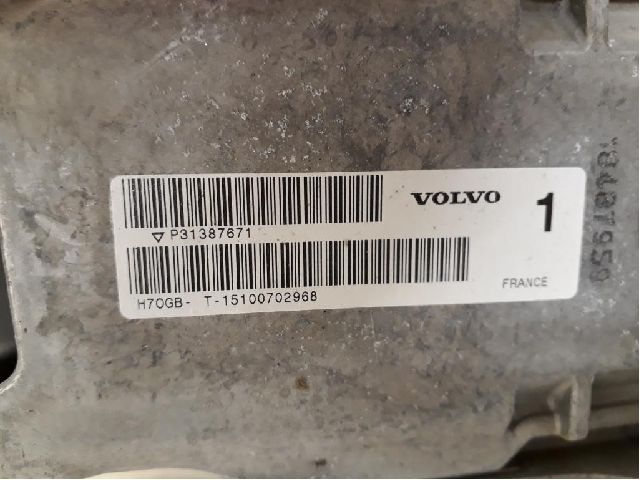 VOLVO
1
▽ P31387671
H7OGB- T-15100702968
FRANCE